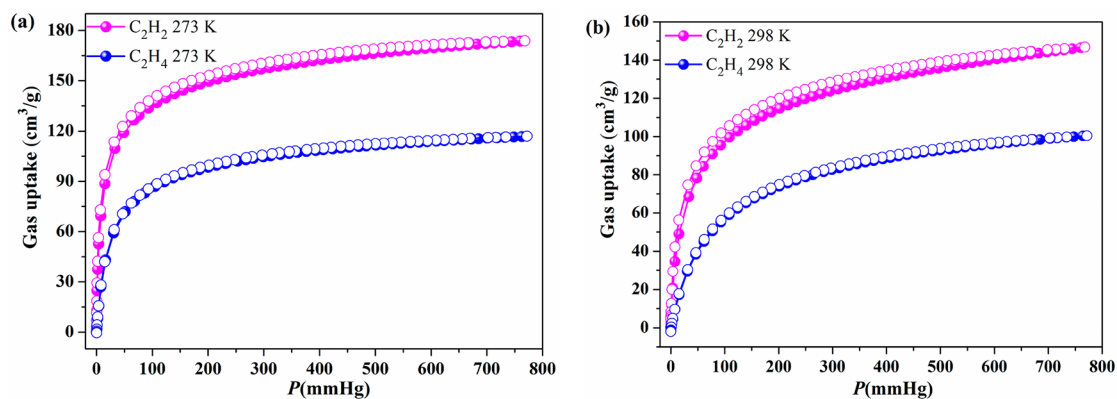 (a)
C₂H₂ 273 K
C₂H₄ 273 K
Gas uptake (cm³/g)
180
150
120
90
60
30
0
0 100 200 300 400 500 600 700 800
P(mmHg)
(b)
C₂H₂ 298 K
C₂H₄ 298 K
Gas uptake (cm³/g)
160
140
120
100
80
60
40
20
0
0 100 200 300 400 500 600 700 800
P(mmHg)